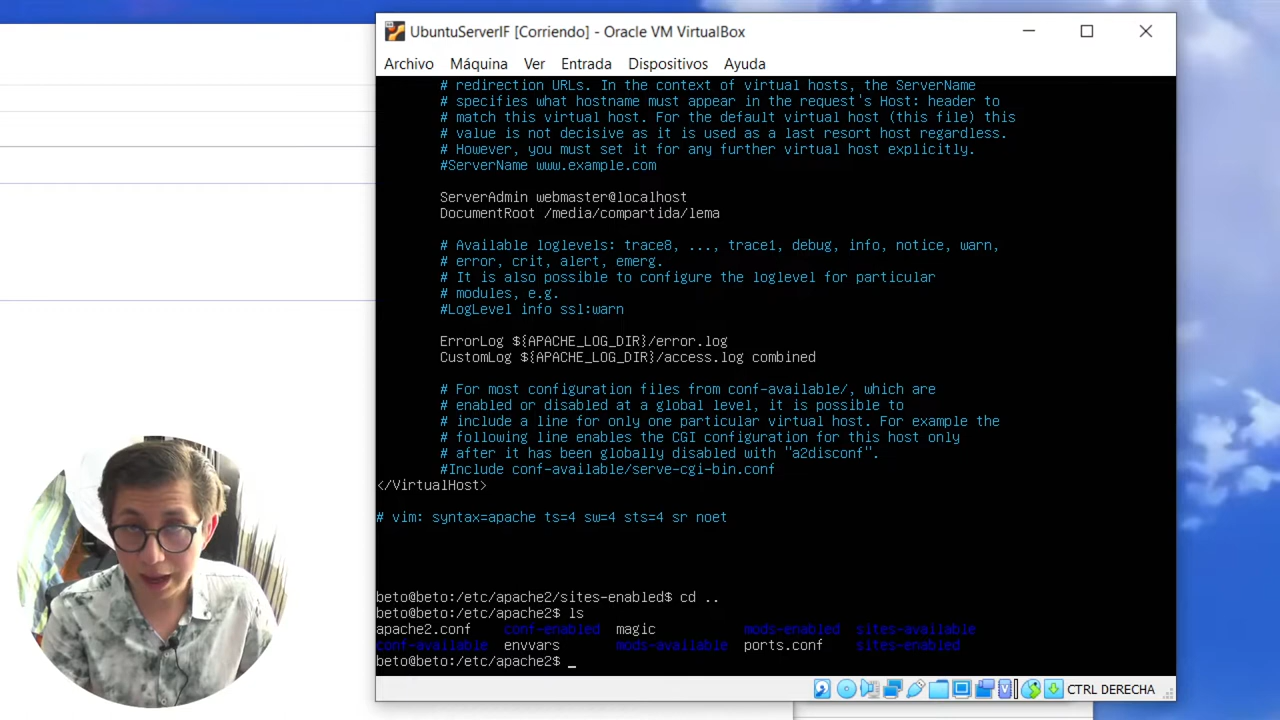 UbuntuServerIF [Corriendo] - Oracle VM VirtualBox
Archivo Máquina Ver Entrada Dispositivos Ayuda
# redirection URLs. In the context of virtual hosts, the ServerName
# specifies what hostname must appear in the request's Host: header to
# match this virtual host. For the default virtual host (this file) this
# value is not decisive as it is used as a last resort host regardless.
# However, you must set it for any further virtual host explicitly.
#ServerName www.example.com
ServerAdmin webmaster@localhost
DocumentRoot /media/compartida/lema
# Available loglevels: trace8, ..., trace1, debug, info, notice, warn,
# error, crit, alert, emerg.
# It is also possible to configure the loglevel for particular
# modules, e.g.
#LogLevel info ssl:warn
ErrorLog ${APACHE_LOG_DIR}/error.log
CustomLog ${APACHE_LOG_DIR}/access.log combined
# For most configuration files from conf-available/, which are
# enabled or disabled at a global level, it is possible to
# include a line for only one particular virtual host. For example the
# following line enables the CGI configuration for this host only
# after it has been globally disabled with "a2disconf".
#Include conf-available/serve-cgi-bin.conf
</VirtualHost>
# vim: syntax=apache ts=4 sw=4 sts=4 sr noet
beto@beto:/etc/apache2/sites-enabled$ cd ..
beto@beto:/etc/apache2$ ls
apache2.conf conf-enabled magic mods-enabled sites-available
conf-available envvars mods-available ports.conf sites-enabled
beto@beto:/etc/apache2$ _
CTRL DERECHA